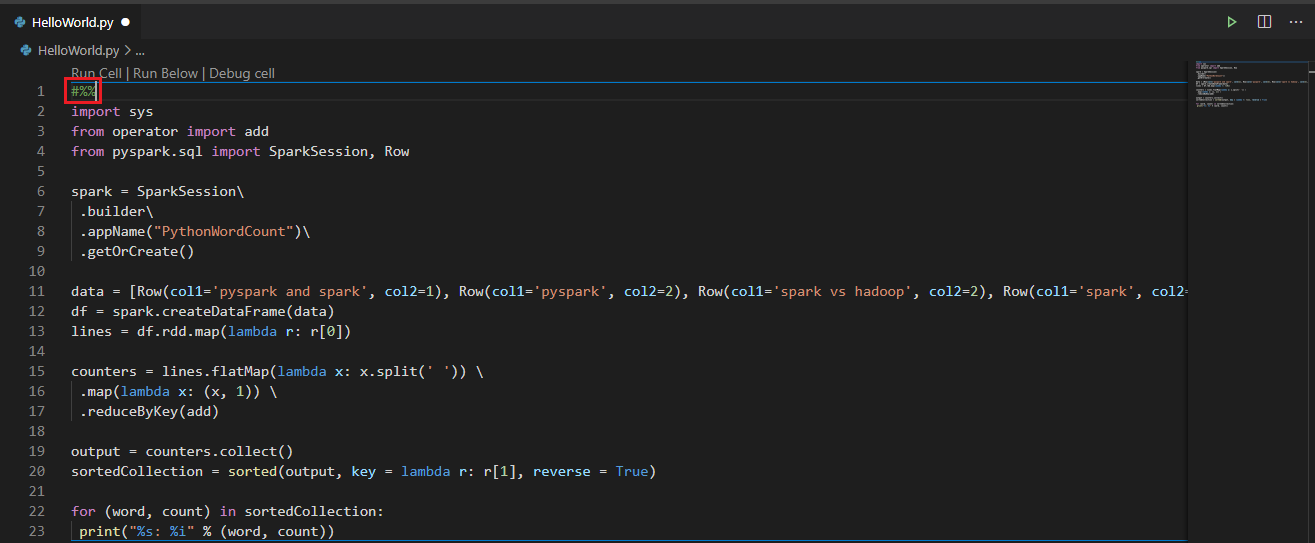 HelloWorld.py
HelloWorld.py > ...
Run Cell | Run Below | Debug cell
1 #%%
2 import sys
3 from operator import add
4 from pyspark.sql import SparkSession, Row
5
6 spark = SparkSession\
7 .builder\
8 .appName("PythonWordCount")\
9 .getOrCreate()
10
11 data = [Row(col1='pyspark and spark', col2=1), Row(col1='pyspark', col2=2), Row(col1='spark vs hadoop', col2=2), Row(col1='spark', col2=
12 df = spark.createDataFrame(data)
13 lines = df.rdd.map(lambda r: r[0])
14
15 counters = lines.flatMap(lambda x: x.split(' ')) \
16 .map(lambda x: (x, 1)) \
17 .reduceByKey(add)
18
19 output = counters.collect()
20 sortedCollection = sorted(output, key = lambda r: r[1], reverse = True)
21
22 for (word, count) in sortedCollection:
23 print("%s: %i" % (word, count))